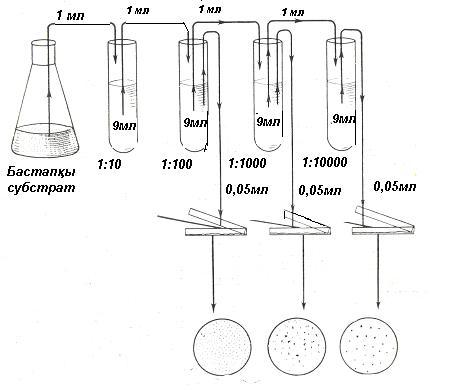 1 мл
1 мл
1 мл
1 мл
9мл
9мл
9мл
9мл
Бастапқы
субстрат
1:10
1:100
1:1000
1:10000
0,05мл
0,05мл
0,05мл